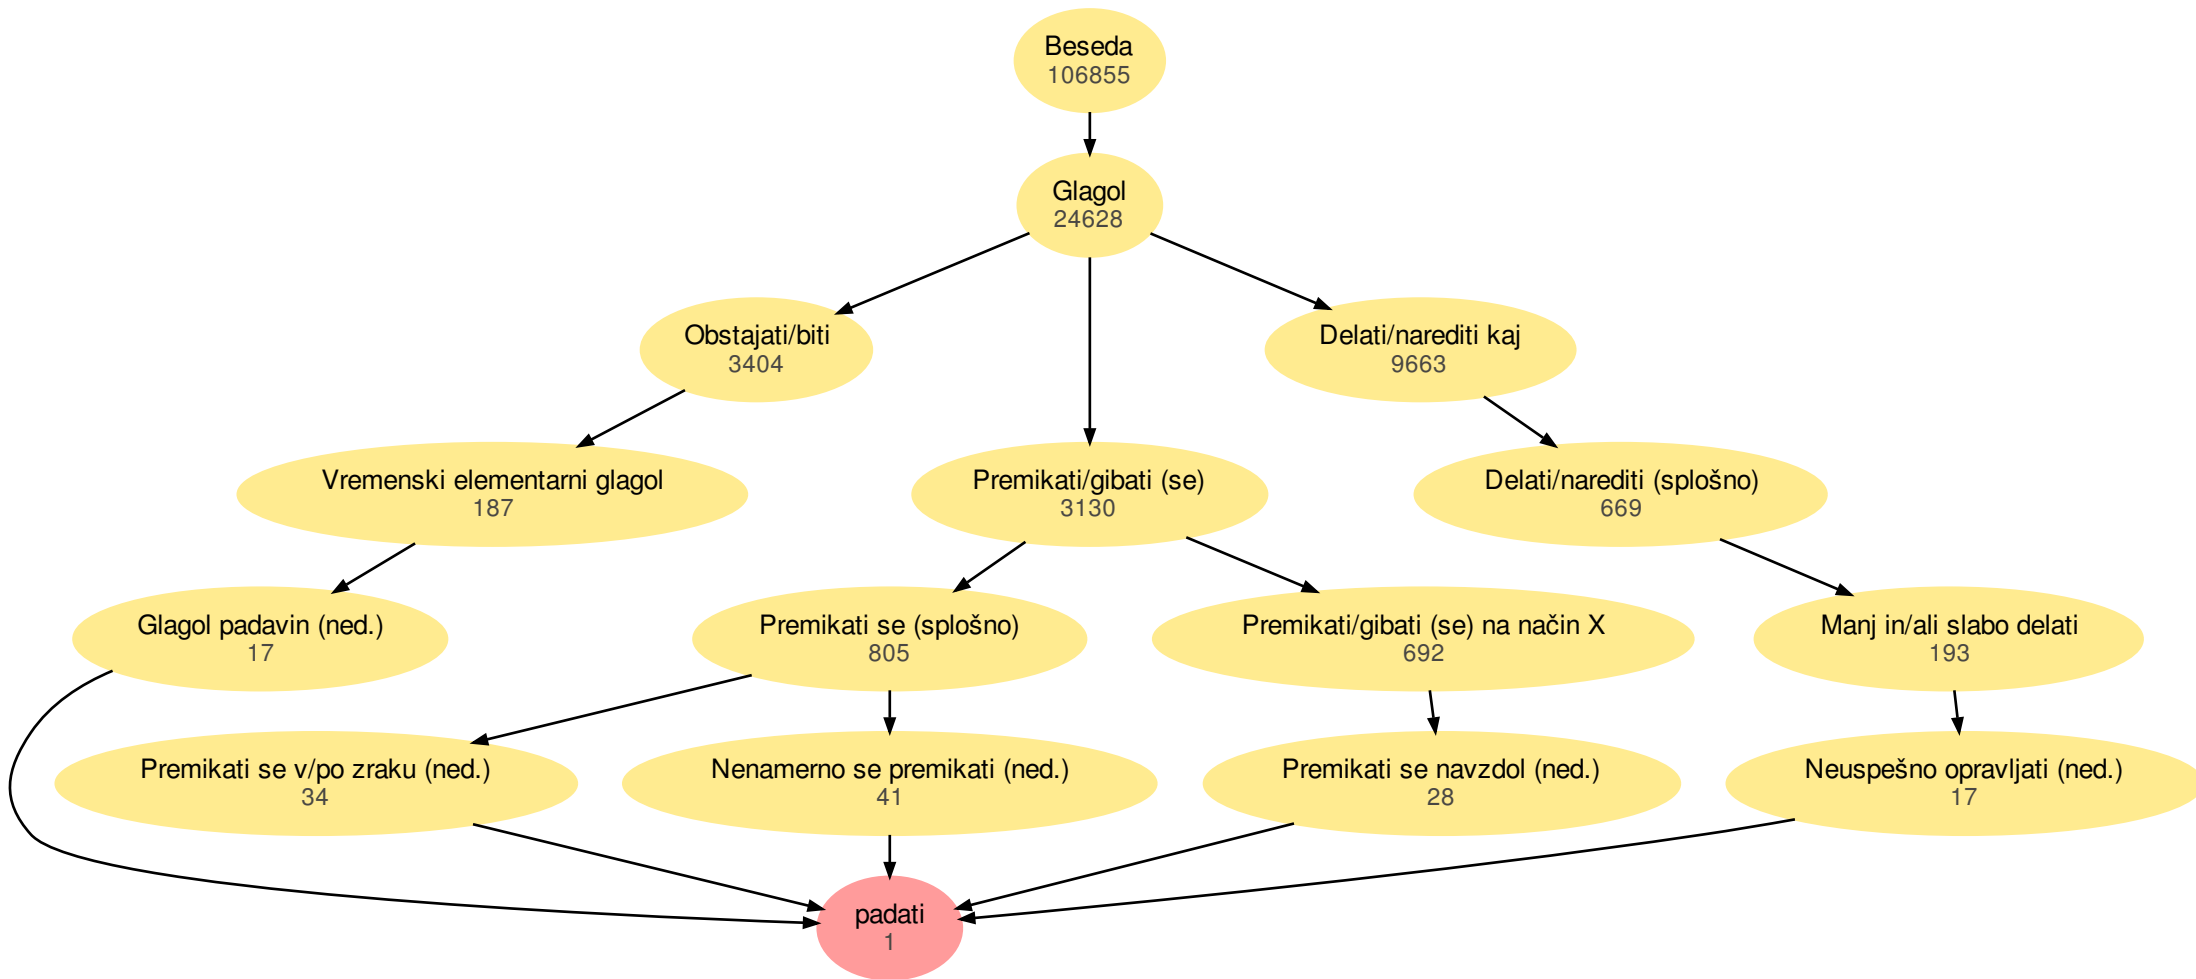 Beseda
106855
Glagol
24628
Obstajati/biti
3404
Delati/narediti kaj
9663
Vremenski elementarni glagol
187
Premikati/gibati (se)
3130
Delati/narediti (splošno)
669
Glagol padavin (ned.)
17
Premikati se (splošno)
805
Premikati/gibati (se) na način X
692
Manj in/ali slabo delati
193
Premikati se v/po zraku (ned.)
34
Nenamerno se premikati (ned.)
41
Premikati se navzdol (ned.)
28
Neuspešno opravljati (ned.)
17
padati
1